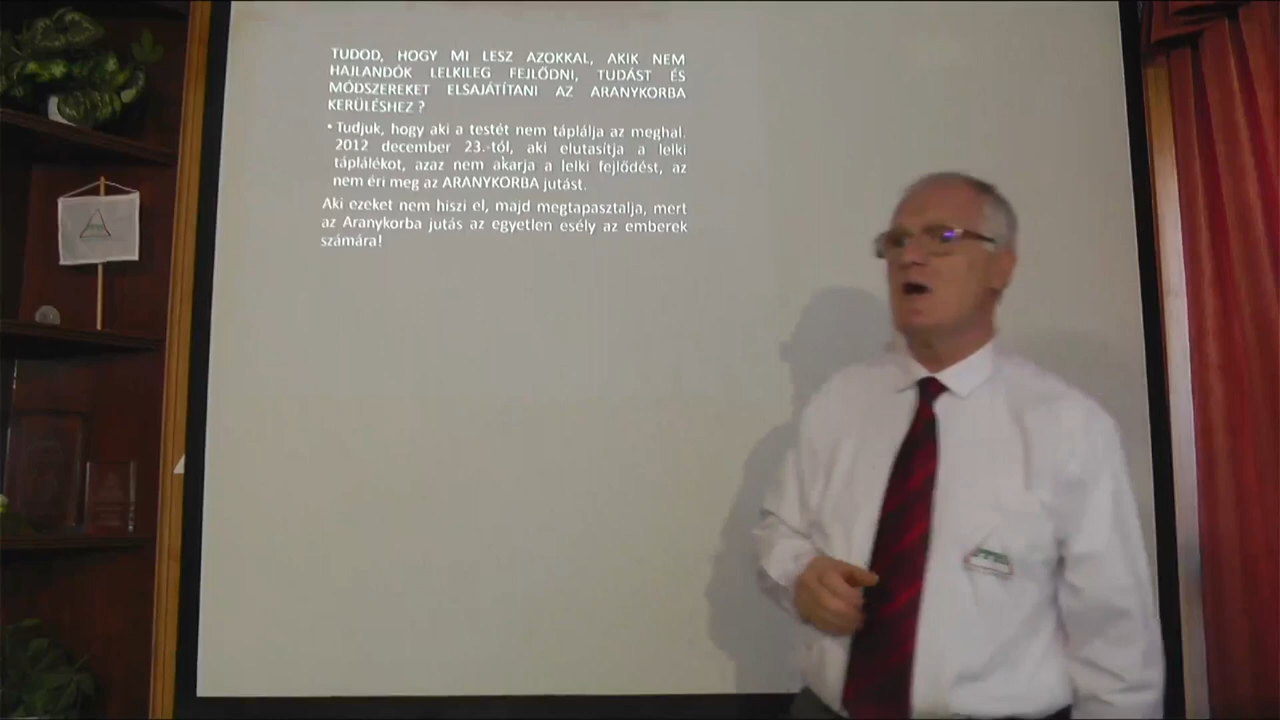 TUDOD, HOGY MI LESZ AZOKKAL, AKIK NEM
HAJLANDÓK LELKILEG FEJLŐDNI, TUDÁST ÉS
MÓDSZEREKET ELSAJÁTÍTANI AZ ARANYKORBA
KERÜLÉSHEZ ?
• Tudjuk, hogy aki a testét nem táplálja az meghal.
2012 december 23.-tól, aki elutasítja a lelki
táplálékot, azaz nem akarja a lelki fejlődést, az
nem éri meg az ARANYKORBA jutást.
Aki ezeket nem hiszi el, majd megtapasztalja, mert
az Aranykorba jutás az egyetlen esély az emberek
számára!